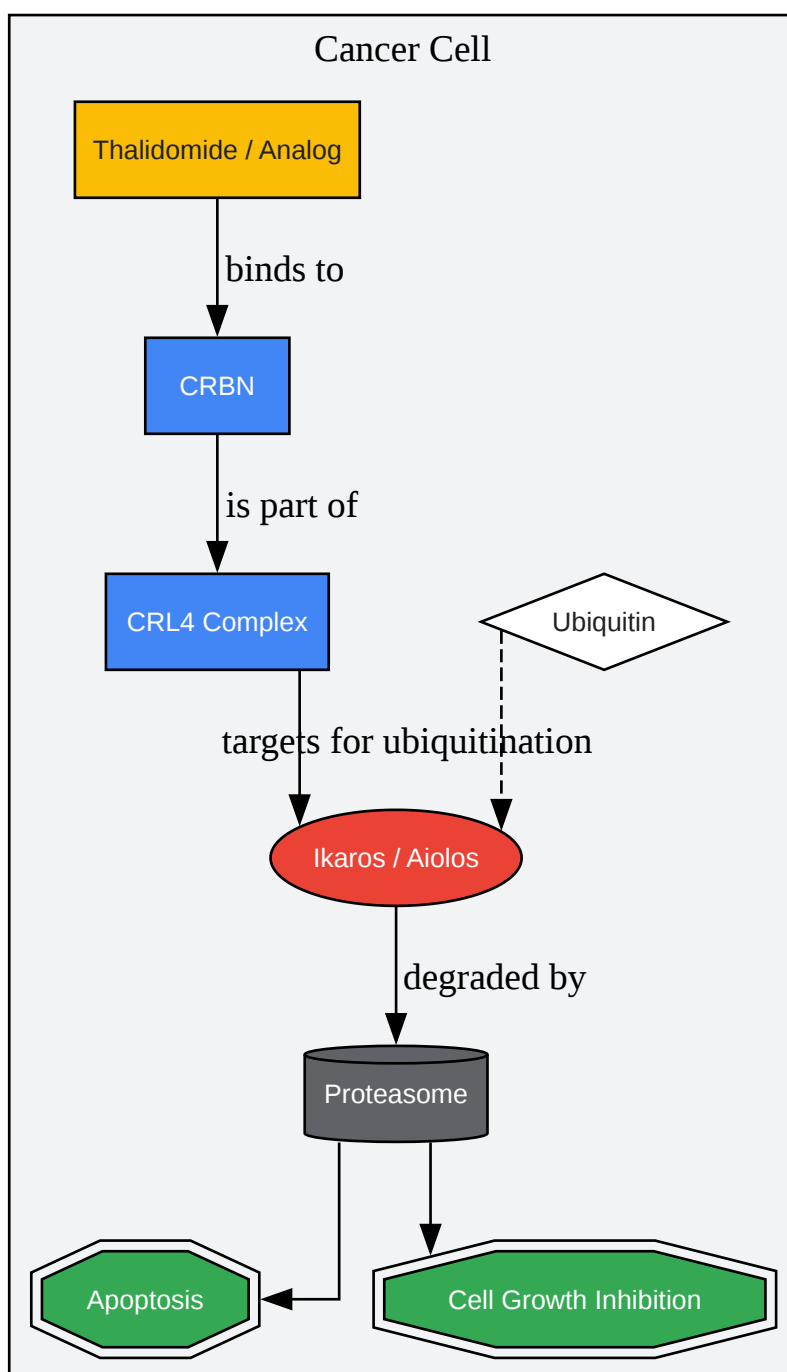 Cancer Cell
Thalidomide / Analog
binds to
CRBN
is part of
CRL4 Complex
Ubiquitin
targets for ubiquitination
Ikaros / Aiolos
degraded by
Proteasome
Apoptosis
Cell Growth Inhibition